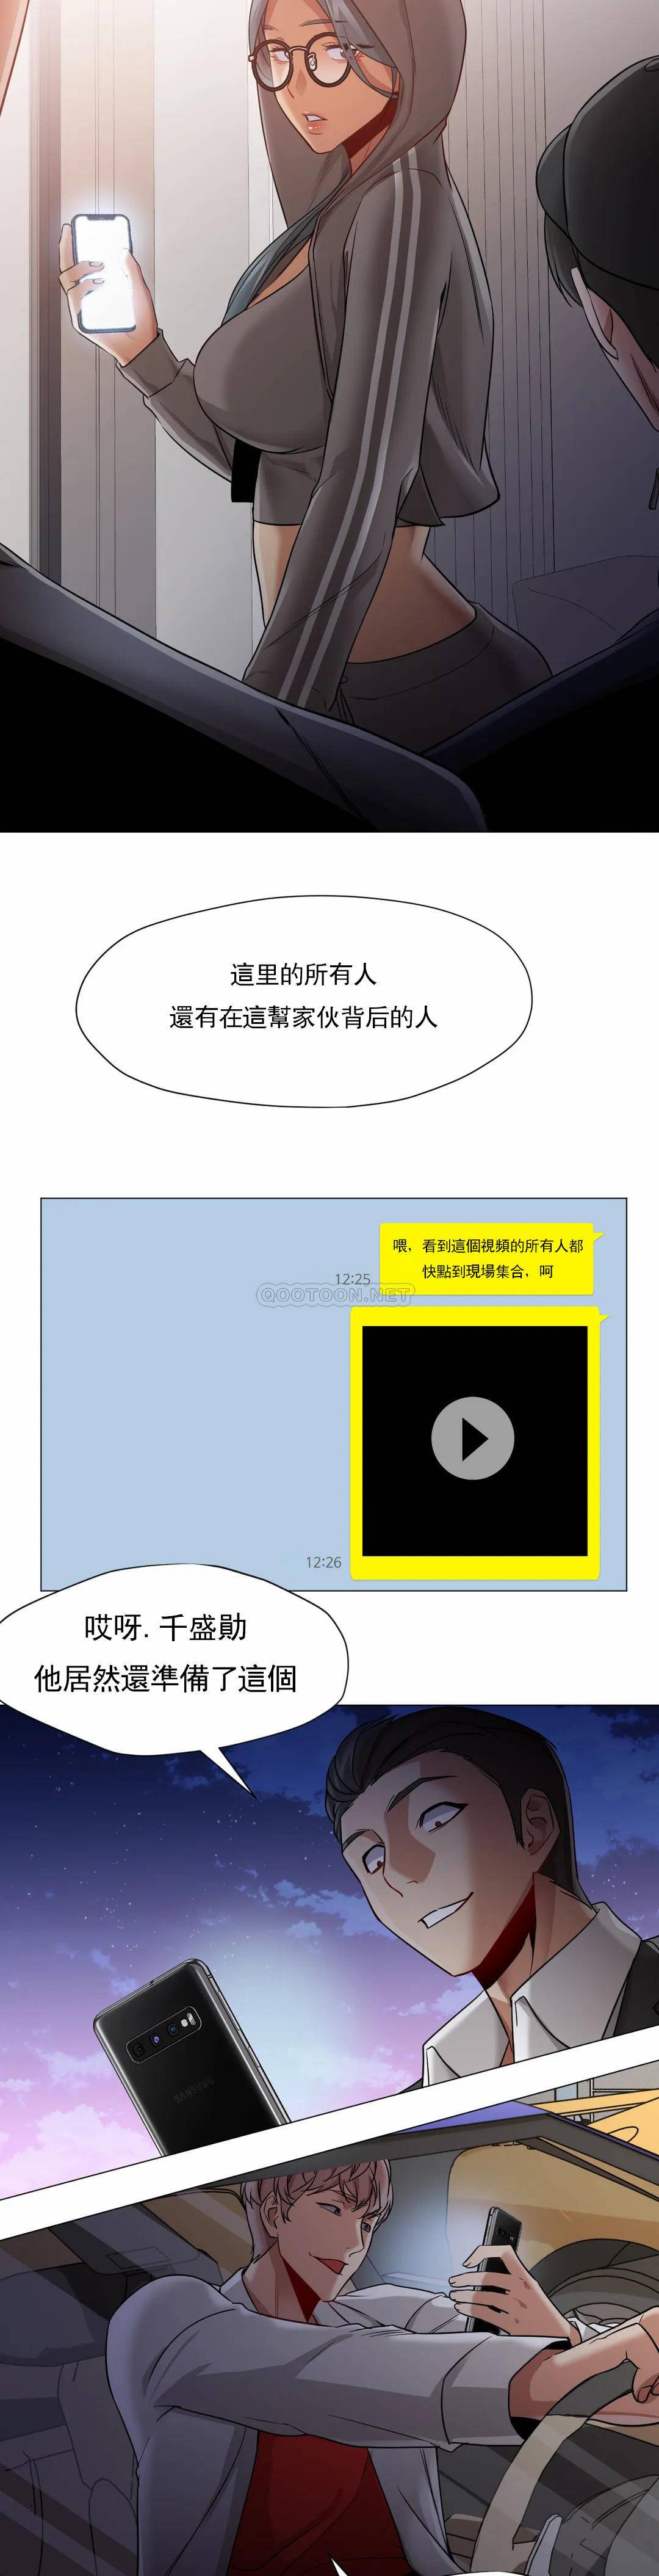 這里的所有人
還有在這幫家伙背后的人
喂，看到這個視頻的所有人都
快點到現場集合，呵
12:25
QOOTOON.NET
12:26
哎呀. 千盛勛
他居然還準備了這個
SAMSUNG